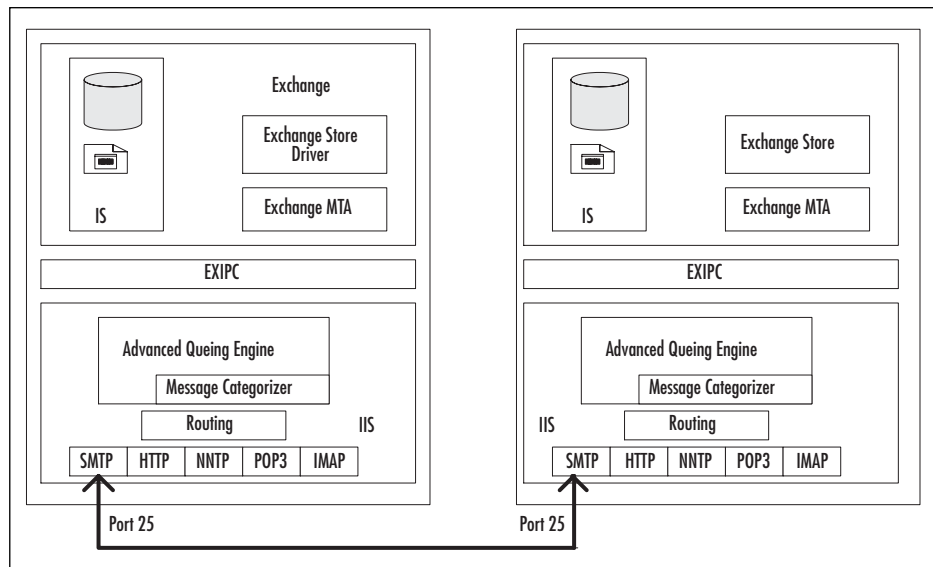 Exchange
Exchange Store
Driver
Exchange MTA
IS
EXIPC
Advanced Queing Engine
Message Categorizer
Routing
IIS
SMTP
HTTP
NNTP
POP3
IMAP
Port 25
Exchange Store
Exchange MTA
IS
EXIPC
Advanced Queing Engine
Message Categorizer
Routing
IIS
SMTP
HTTP
NNTP
POP3
IMAP
Port 25